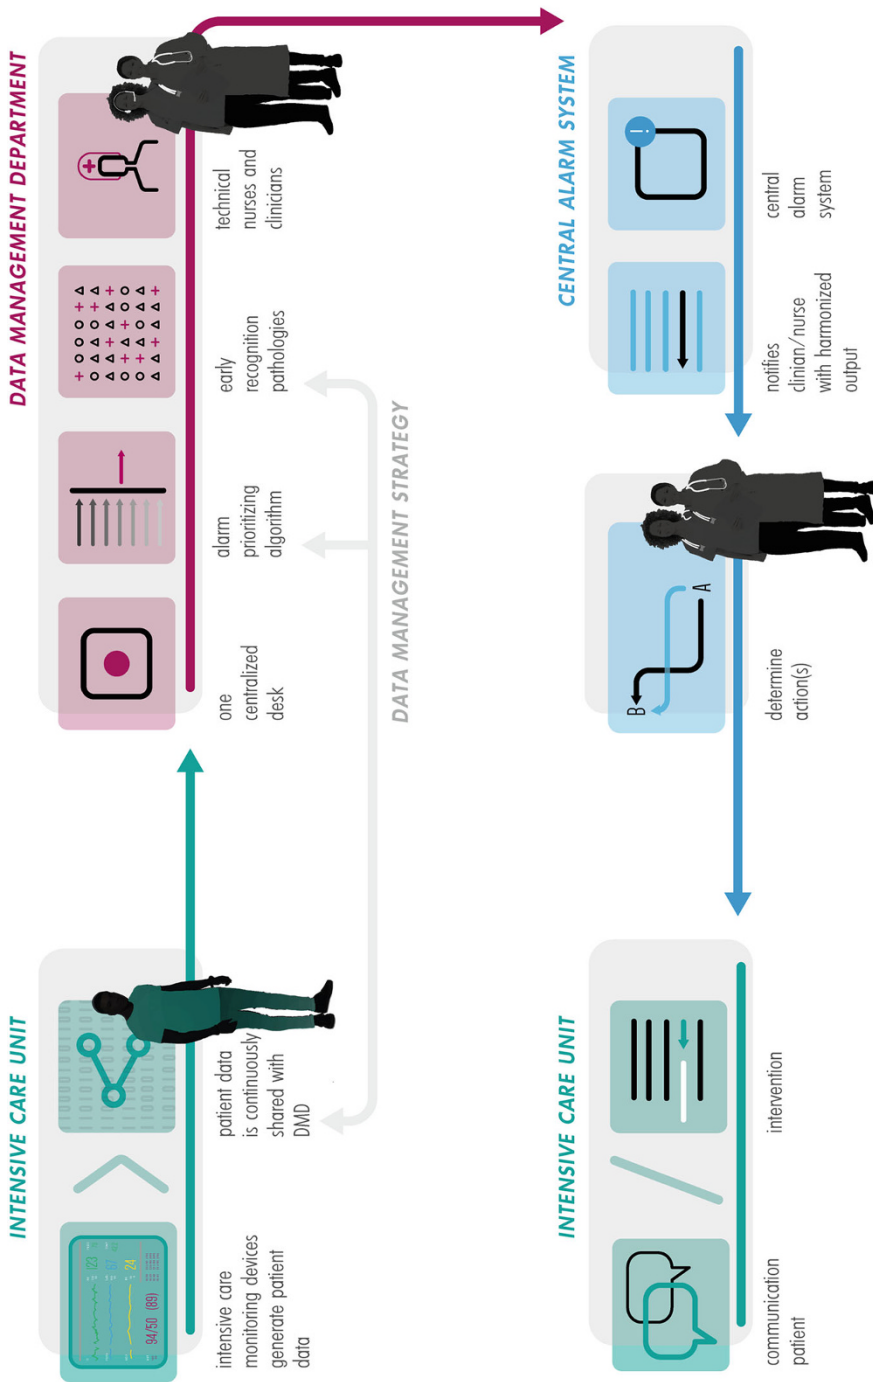 INTENSIVE CARE UNIT
123
87
24
94/50 (89)
intensive care
monitoring devices
generate patient
data
patient data
is continuously
shared with
DMD
DATA MANAGEMENT DEPARTMENT
one
centralized
desk
alarm
prioritizing
algorithm
early
recognition
pathologies
technical
nurses and
clinicians
DATA MANAGEMENT STRATEGY
CENTRAL ALARM SYSTEM
!
central
alarm
system
notifies
clinian/nurse
with harmonized
output
B
A
determine
action(s)
INTENSIVE CARE UNIT
communication
patient
intervention